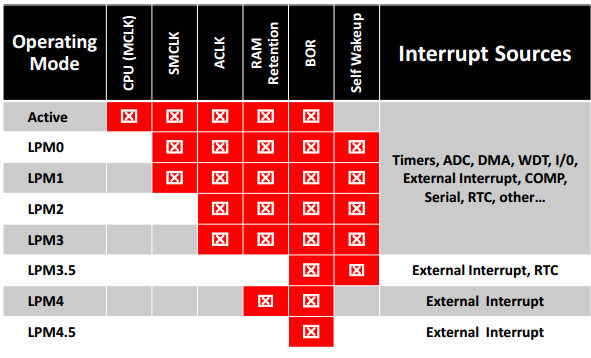 Operating Mode CPU (MCLK) SMCLK ACLK RAM Retention BOR Self Wakeup Interrupt Sources
Active ☒ ☒ ☒ ☒ ☒
LPM0 ☒ ☒ ☒ ☒ ☒
LPM1 ☒ ☒ ☒ ☒ ☒
LPM2 ☒ ☒ ☒ ☒
LPM3 ☒ ☒ ☒ ☒
Timers, ADC, DMA, WDT, I/0,
External Interrupt, COMP,
Serial, RTC, other…
LPM3.5 ☒ ☒ External Interrupt, RTC
LPM4 ☒ ☒ External Interrupt
LPM4.5 ☒ External Interrupt